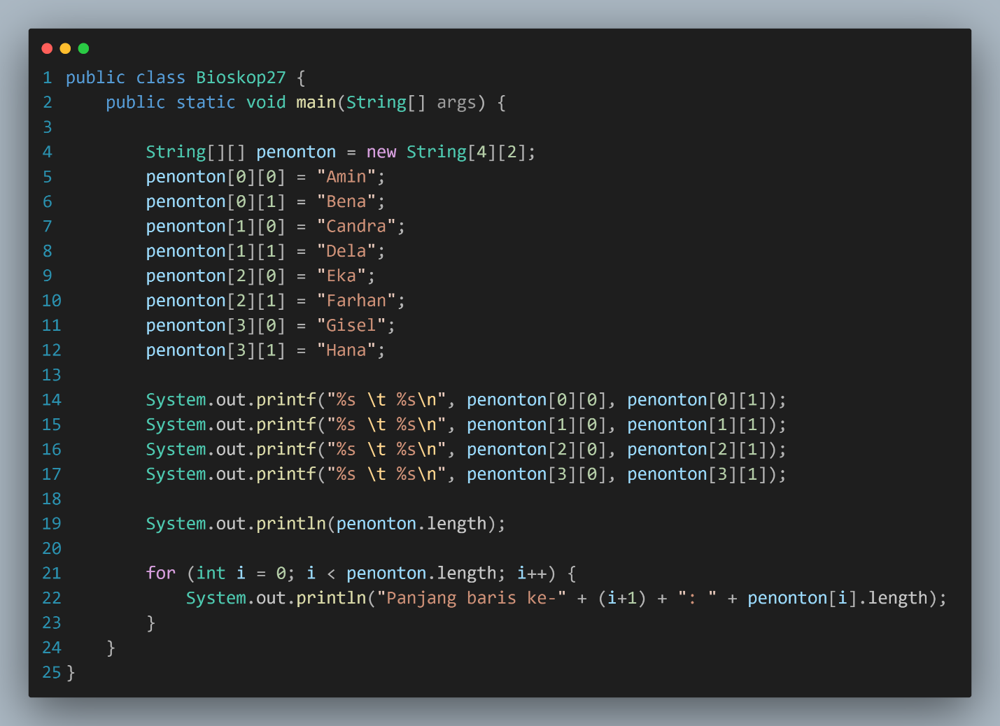 1 public class Bioskop27 {
2     public static void main(String[] args) {
3
4         String[][] penonton = new String[4][2];
5         penonton[0][0] = "Amin";
6         penonton[0][1] = "Bena";
7         penonton[1][0] = "Candra";
8         penonton[1][1] = "Dela";
9         penonton[2][0] = "Eka";
10         penonton[2][1] = "Farhan";
11         penonton[3][0] = "Gisel";
12         penonton[3][1] = "Hana";
13
14         System.out.printf("%s \t %s\n", penonton[0][0], penonton[0][1]);
15         System.out.printf("%s \t %s\n", penonton[1][0], penonton[1][1]);
16         System.out.printf("%s \t %s\n", penonton[2][0], penonton[2][1]);
17         System.out.printf("%s \t %s\n", penonton[3][0], penonton[3][1]);
18
19         System.out.println(penonton.length);
20
21         for (int i = 0; i < penonton.length; i++) {
22             System.out.println("Panjang baris ke-" + (i+1) + ": " + penonton[i].length);
23         }
24     }
25 }